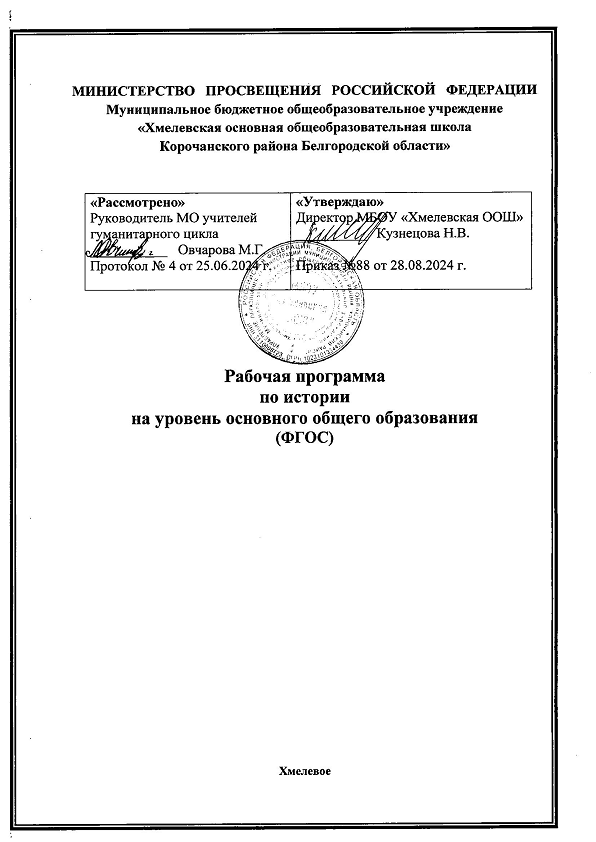 МИНИСТЕРСТВО ПРОСВЕЩЕНИЯ РОССИЙСКОЙ ФЕДЕРАЦИИ
Муниципальное бюджетное общеобразовательное учреждение
«Хмелевская основная общеобразовательная школа
Корочанского района Белгородской области»
«Рассмотрено»
Руководитель МО учителей
гуманитарного цикла
Овчарова М.Г.
Протокол № 4 от 25.06.2024 г.
«Утверждаю»
Директор МБОУ «Хмелевская ООШ»
Кузнецова Н.В.
Приказ №88 от 28.08.2024 г.
Рабочая программа
по истории
на уровень основного общего образования
(ФГОС)
Хмелевое